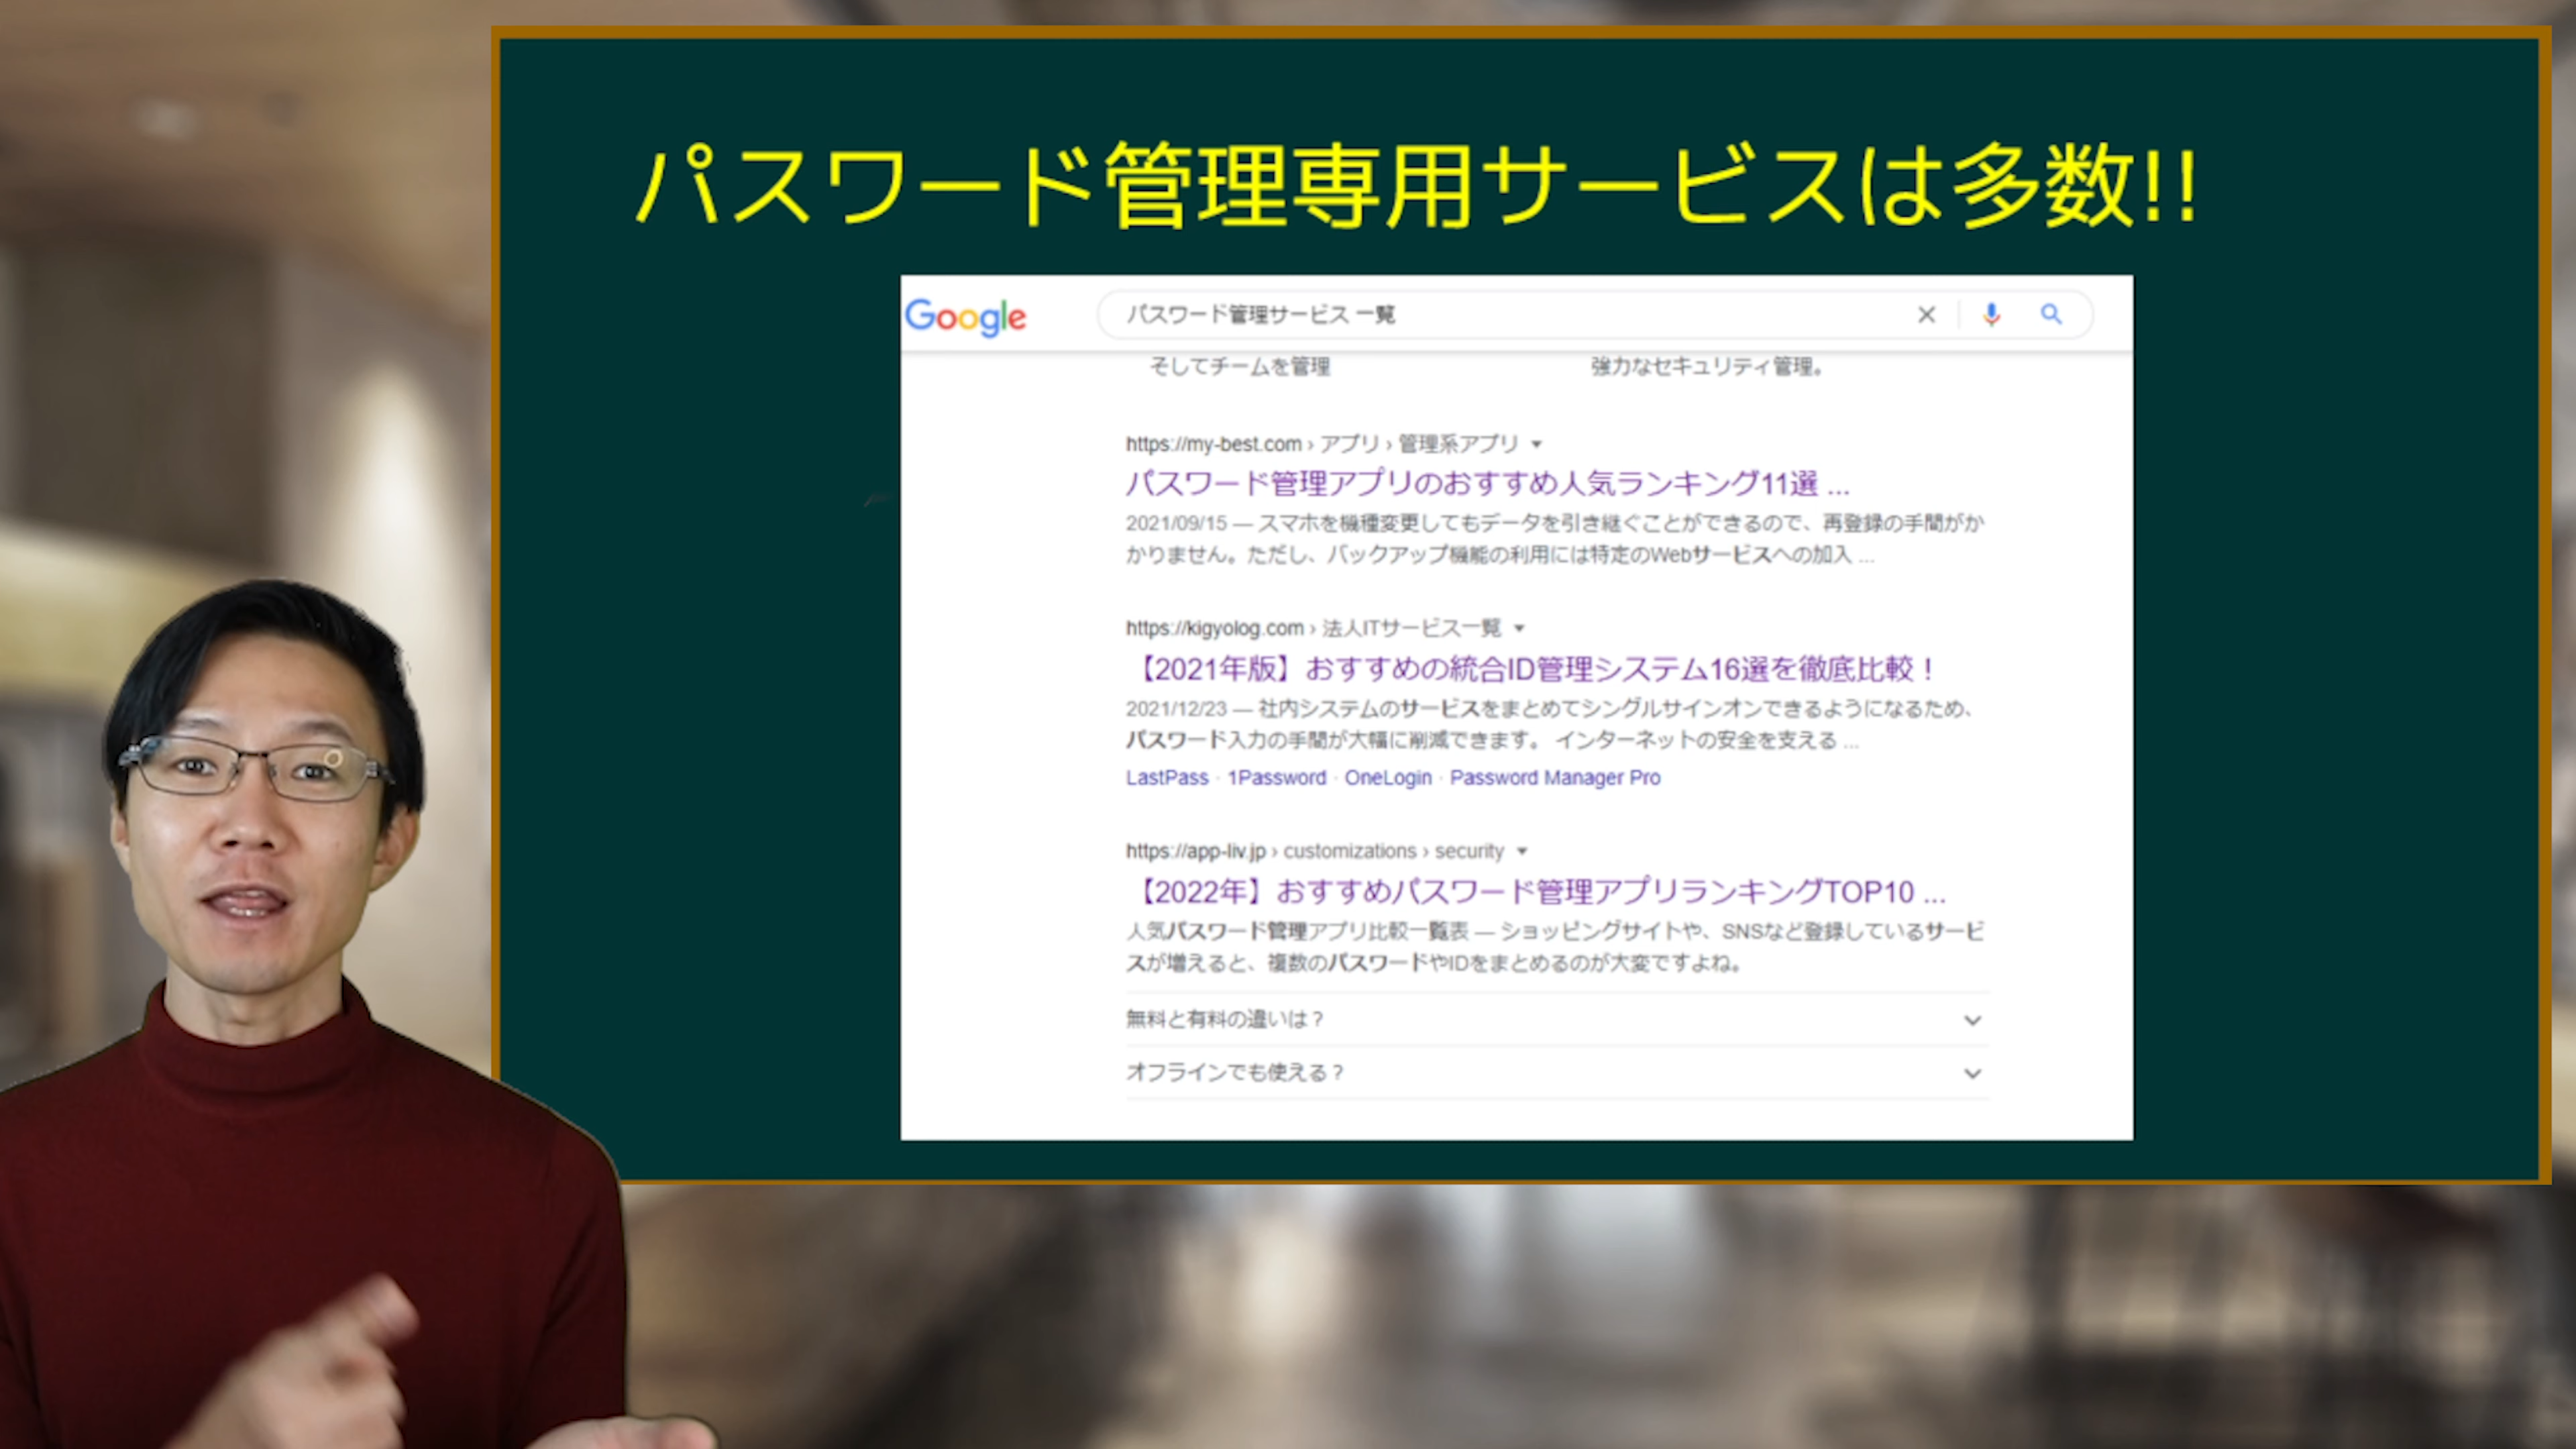 パスワード管理専用サービスは多数!!
Google
パスワード管理サービス 一覧
そしてチームを管理 強力なセキュリティ管理。
https://my-best.com › アプリ › 管理系アプリ
パスワード管理アプリのおすすめ人気ランキング11選 ...
2021/09/15 — スマホを機種変更してもデータを引き継ぐことができるので、再登録の手間がか
かりません。ただし、バックアップ機能の利用には特定のWebサービスへの加入 ...
https://kigyolog.com › 法人ITサービス一覧
【2021年版】おすすめの統合ID管理システム16選を徹底比較！
2021/12/23 — 社内システムのサービスをまとめてシングルサインオンできるようになるため、
パスワード入力の手間が大幅に削減できます。 インターネットの安全を支える ...
LastPass · 1Password · OneLogin · Password Manager Pro
https://app-liv.jp › customizations › security
【2022年】おすすめパスワード管理アプリランキングTOP10 ...
人気パスワード管理アプリ比較一覧表 — ショッピングサイトや、SNSなど登録しているサービ
スが増えると、複数のパスワードやIDをまとめるのが大変ですよね。
無料と有料の違いは？
オフラインでも使える？